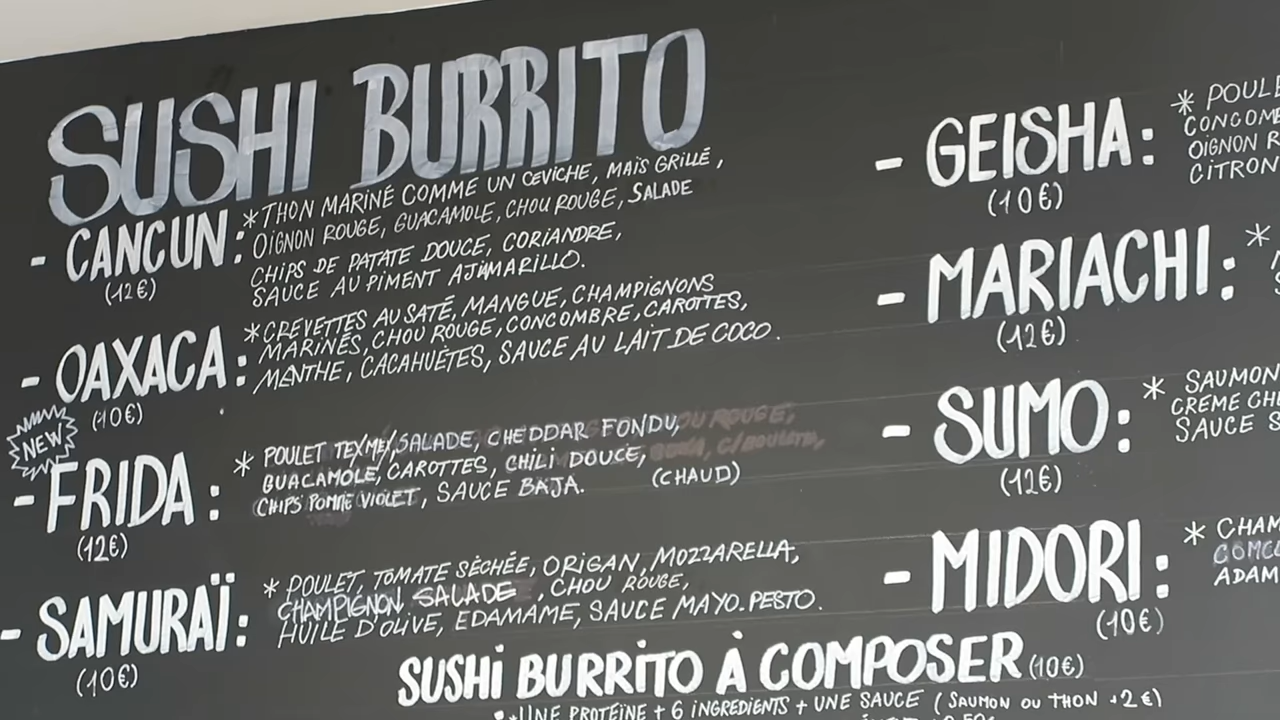 SUSHI BURRITO
- CANCUN:
(12€)
* THON MARINÉ COMME UN CEVICHE, MAÏS GRILLÉ,
OIGNON ROUGE, GUACAMOLE, CHOU ROUGE, SALADE
CHIPS DE PATATE DOUCE, CORIANDRE,
SAUCE AU PIMENT AJIAMARILLO.
- OAXACA:
(10€)
* CREVETTES AU SATÉ, MANGUE, CHAMPIGNONS
MARINÉS, CHOU ROUGE, CONCOMBRE, CAROTTES,
MENTHE, CACAHUÈTES, SAUCE AU LAIT DE COCO.
NEW
- FRIDA:
(12€)
* POULET TEX/MEX, SALADE, CHEDDAR FONDU,
GUACAMOLE, CAROTTES, CHILI DOUCE,
CHIPS POMME VIOLET, SAUCE BAJA. (CHAUD)
- SAMURAÏ:
(10€)
* POULET, TOMATE SÉCHÉE, ORIGAN, MOZZARELLA,
CHAMPIGNON, SALADE, CHOU ROUGE,
HUILE D'OLIVE, EDAMAME, SAUCE MAYO.PESTO.
- GEISHA:
(10€)
* POULE
CONCOM
OIGNON R
CITRON
- MARIACHI:
(12€)
*
- SUMO:
(12€)
* SAUMON
CREME CHE
SAUCE S
- MIDORI:
(10€)
* CHAM
ADAM
SUSHi BURRiTO À COMPOSER (10€)
* UNE PROTÉINE + 6 INGREDIENTS + UNE SAUCE (SAUMON OU THON +2€)